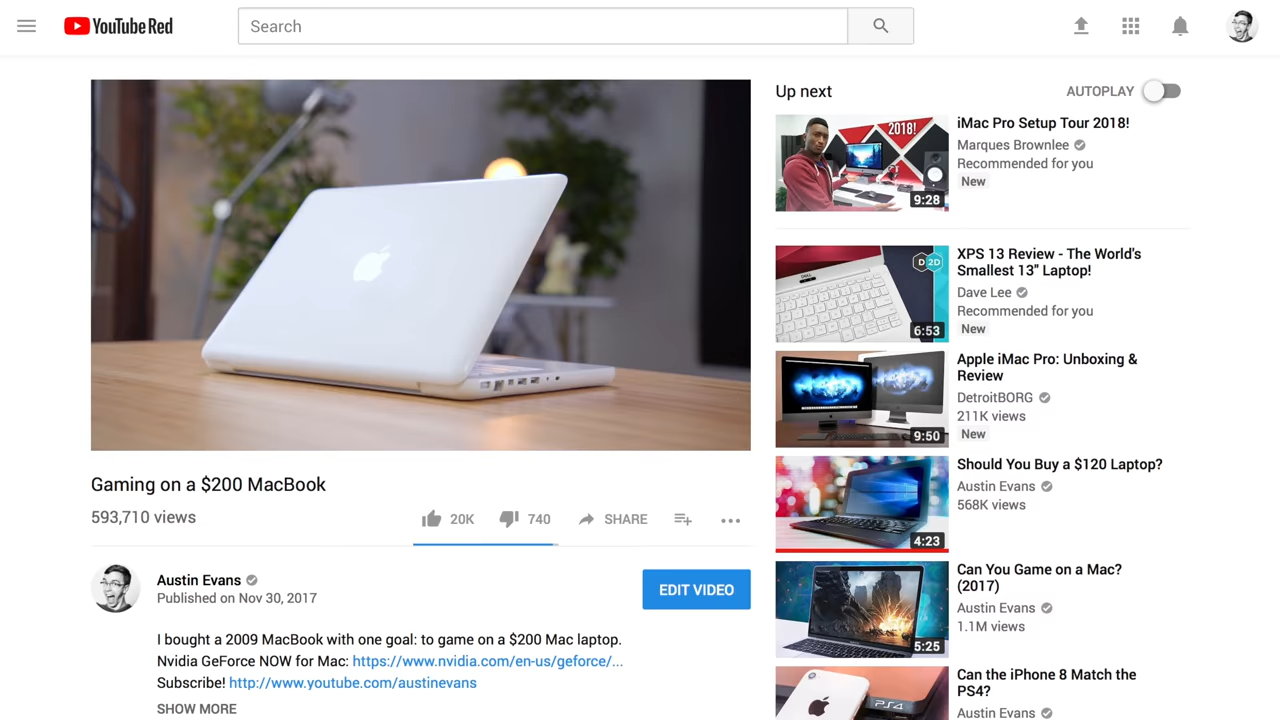 YouTube Red
Search
Up next
AUTOPLAY
2018!
9:28
iMac Pro Setup Tour 2018!
Marques Brownlee
Recommended for you
New
DELL
D 2D
6:53
XPS 13 Review - The World's
Smallest 13" Laptop!
Dave Lee
Recommended for you
New
9:50
Apple iMac Pro: Unboxing &
Review
DetroitBORG
211K views
New
4:23
Should You Buy a $120 Laptop?
Austin Evans
568K views
5:25
Can You Game on a Mac?
(2017)
Austin Evans
1.1M views
PS4
Can the iPhone 8 Match the
PS4?
Austin Evans
Gaming on a $200 MacBook
593,710 views
20K
740
SHARE
Austin Evans
Published on Nov 30, 2017
EDIT VIDEO
I bought a 2009 MacBook with one goal: to game on a $200 Mac laptop.
Nvidia GeForce NOW for Mac: https://www.nvidia.com/en-us/geforce/...
Subscribe! http://www.youtube.com/austinevans
SHOW MORE